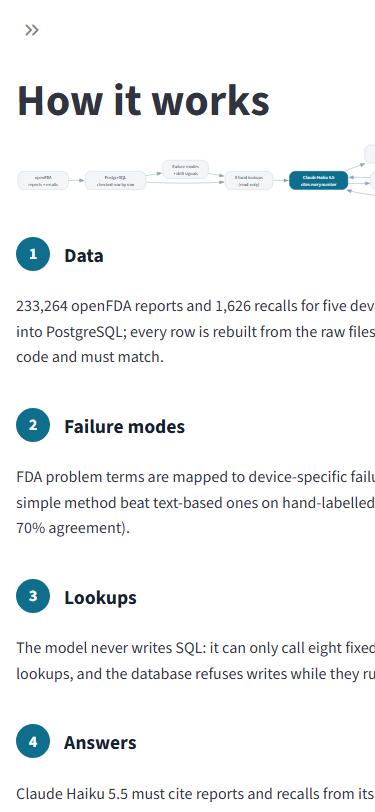 How it works
openFDA
reports + recalls
PostgreSQL
checked row by row
Failure modes
+ drift signals
8 fixed lookups
(read-only)
Claude Haiku 5.5
cites every number
1
Data
233,264 openFDA reports and 1,626 recalls for five dev
into PostgreSQL; every row is rebuilt from the raw files
code and must match.
2
Failure modes
FDA problem terms are mapped to device-specific failu
simple method beat text-based ones on hand-labelled
70% agreement).
3
Lookups
The model never writes SQL: it can only call eight fixed
lookups, and the database refuses writes while they ru
4
Answers
Claude Haiku 5.5 must cite reports and recalls from its